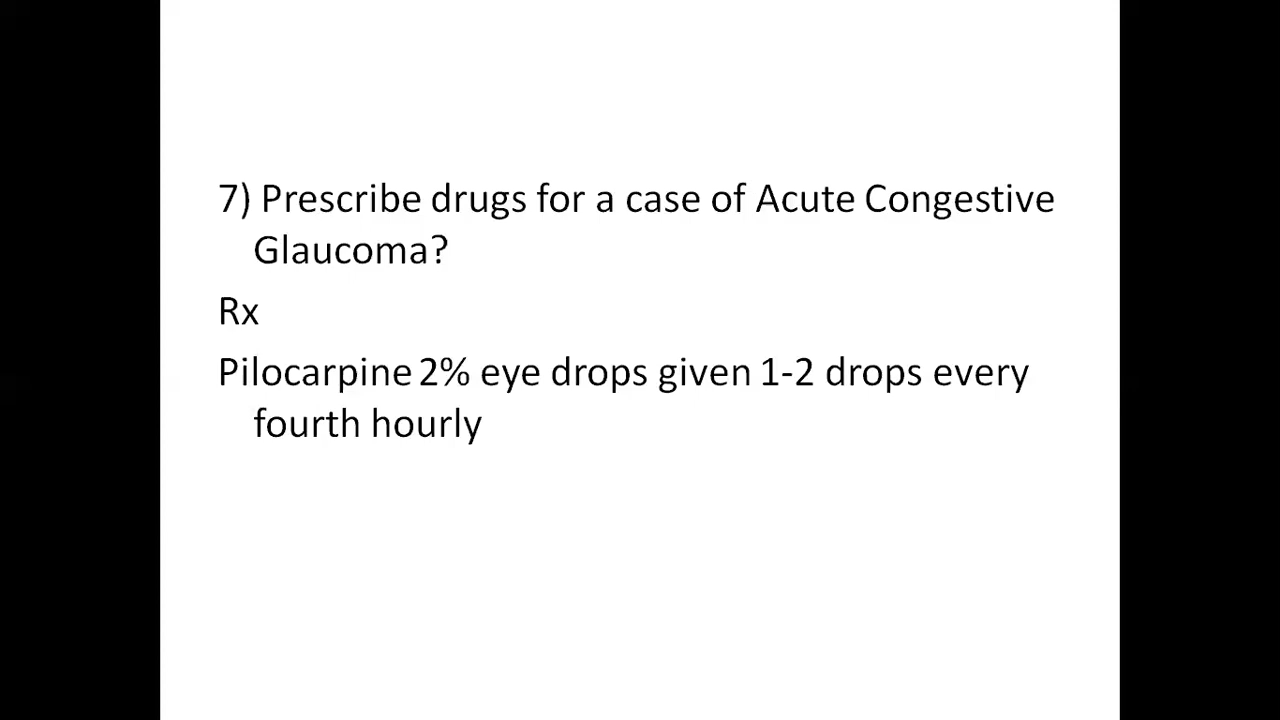 7) Prescribe drugs for a case of Acute Congestive
Glaucoma?
Rx
Pilocarpine 2% eye drops given 1-2 drops every
fourth hourly